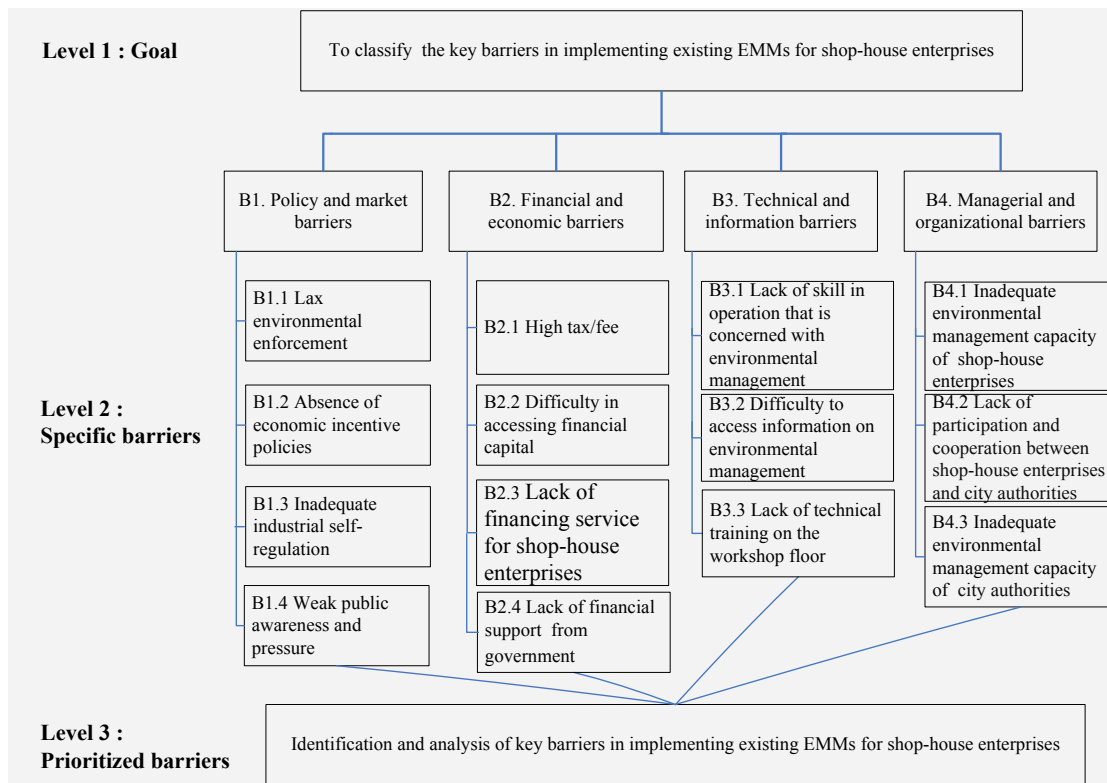 Level 1 : Goal
To classify the key barriers in implementing existing EMMs for shop-house enterprises
B1. Policy and market
barriers
B2. Financial and
economic barriers
B3. Technical and
information barriers
B4. Managerial and
organizational barriers
Level 2 :
Specific barriers
B1.1 Lax
environmental
enforcement
B1.2 Absence of
economic incentive
policies
B1.3 Inadequate
industrial self-
regulation
B1.4 Weak public
awareness and
pressure
B2.1 High tax/fee
B2.2 Difficulty in
accessing financial
capital
B2.3 Lack of
financing service
for shop-house
enterprises
B2.4 Lack of financial
support from
government
B3.1 Lack of skill in
operation that is
concerned with
environmental
management
B3.2 Difficulty to
access information on
environmental
management
B3.3 Lack of technical
training on the
workshop floor
B4.1 Inadequate
environmental
management capacity
of shop-house
enterprises
B4.2 Lack of
participation and
cooperation between
shop-house enterprises
and city authorities
B4.3 Inadequate
environmental
management capacity
of city authorities
Level 3 :
Prioritized barriers
Identification and analysis of key barriers in implementing existing EMMs for shop-house enterprises